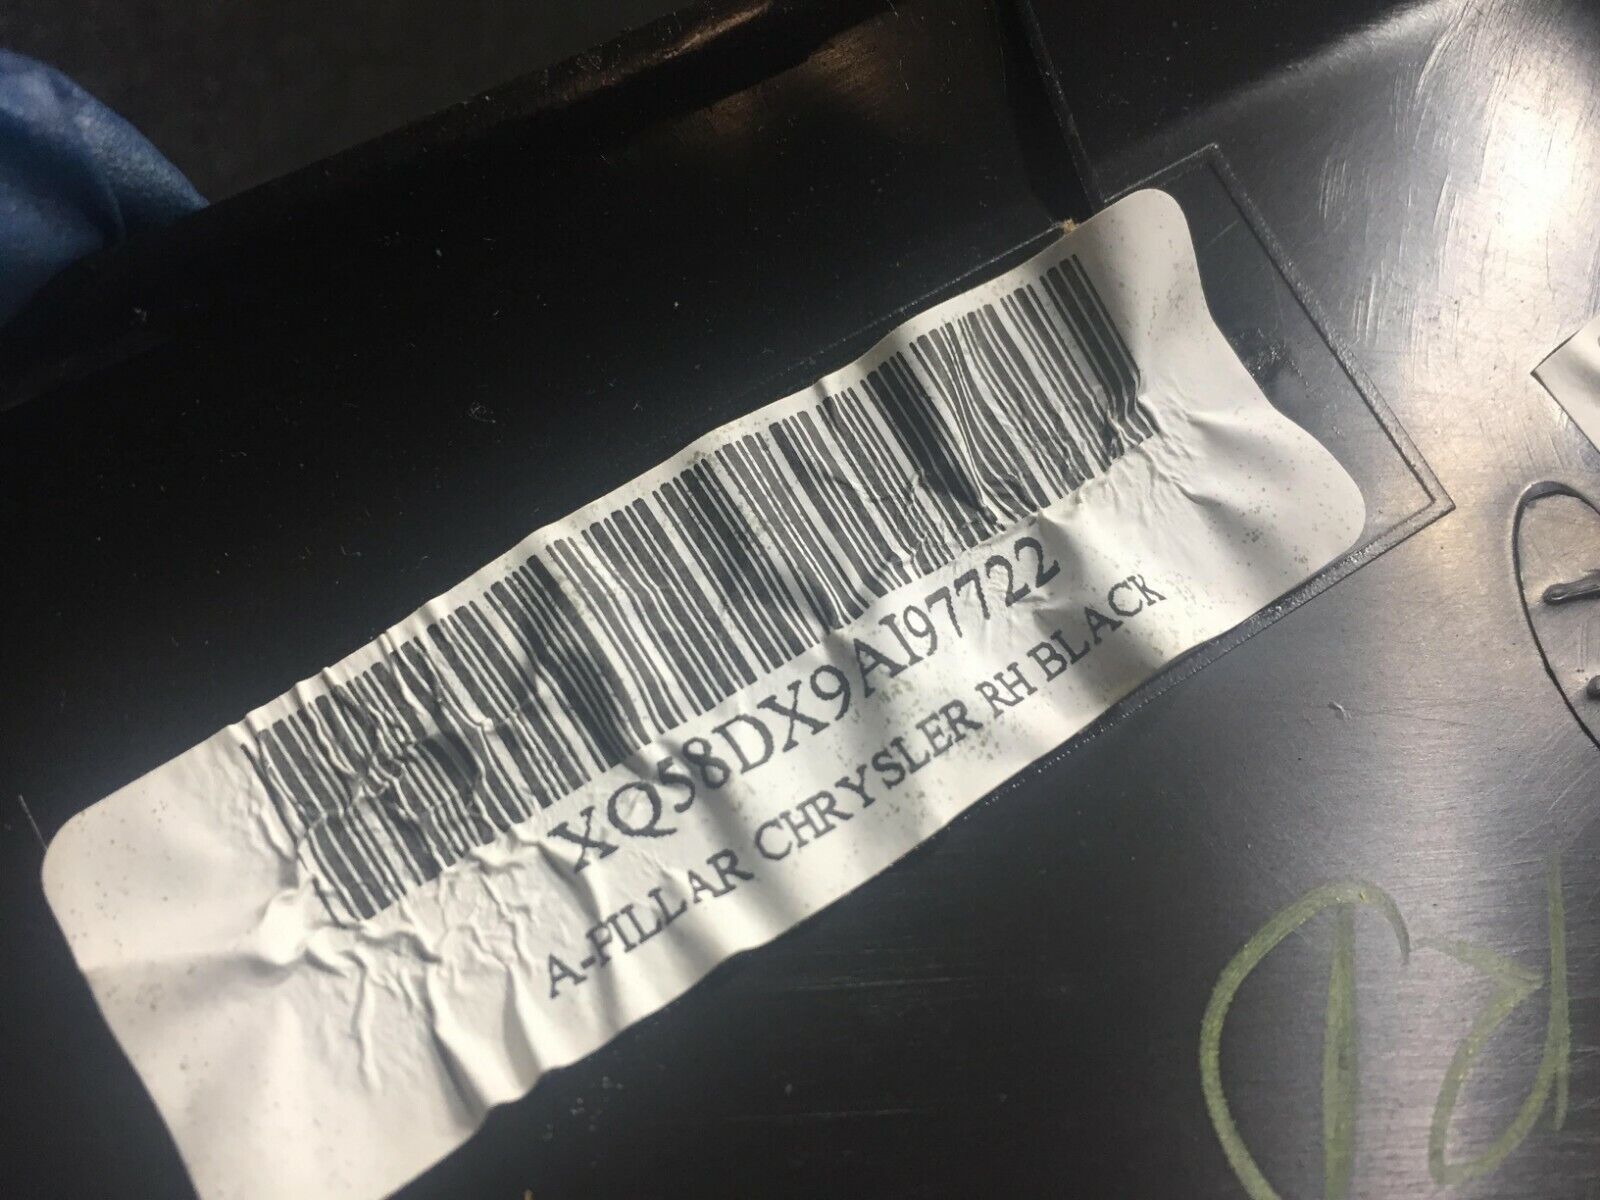 XQ58DX9AI97722
A-PILLAR CHRYSLER RH BLACK